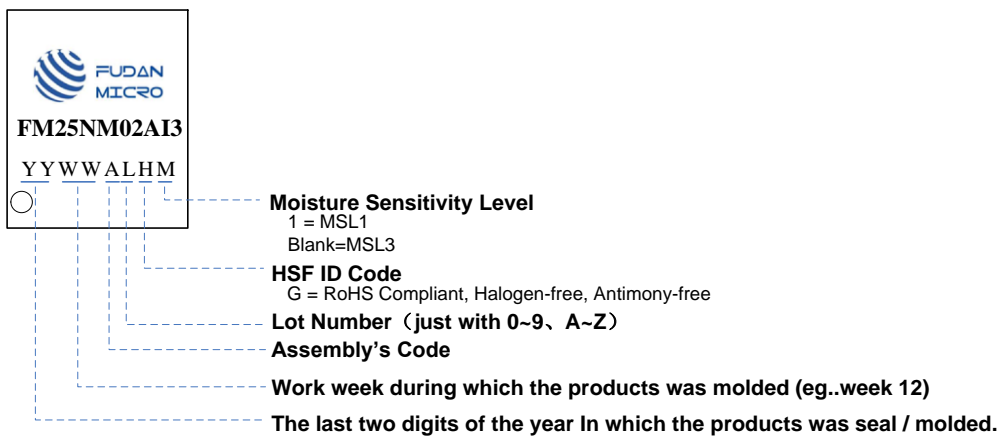 FUDAN
MICRO
FM25NM02AI3
YYWWALHM
Moisture Sensitivity Level
1 = MSL1
Blank=MSL3
HSF ID Code
G = RoHS Compliant, Halogen-free, Antimony-free
Lot Number（just with 0~9、A~Z）
Assembly's Code
Work week during which the products was molded (eg..week 12)
The last two digits of the year In which the products was seal / molded.